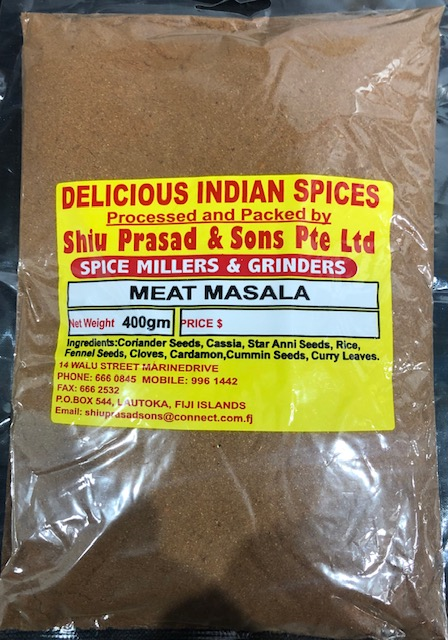 DELICIOUS INDIAN SPICES
Processed and Packed by
Shiu Prasad & Sons Pte Ltd
SPICE MILLERS & GRINDERS
MEAT MASALA
Net Weight 400gm PRICE $
Ingredients:Coriander Seeds, Cassia, Star Anni Seeds, Rice,
Fennel Seeds, Cloves, Cardamon,Cummin Seeds, Curry Leaves.
14 WALU STREET MARINEDRIVE
PHONE: 666 0845 MOBILE: 996 1442
FAX: 666 2532
P.O.BOX 544, LAUTOKA, FIJI ISLANDS
Email: shiuprasadsons@connect.com.fj